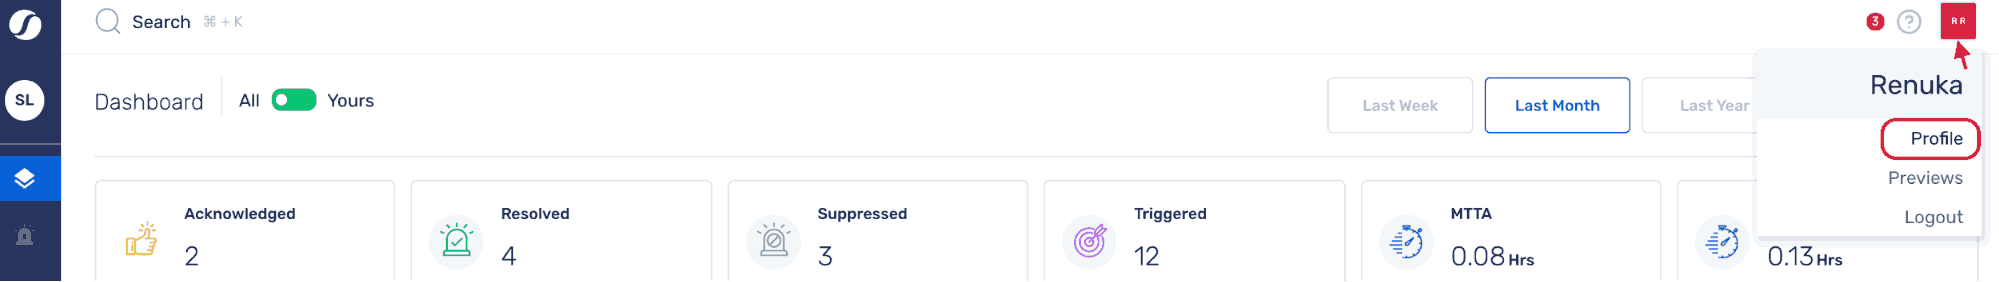 Search ⌘ + K
3
?
R R
SL
Dashboard
All
Yours
Last Week
Last Month
Last Year
Renuka
Profile
Previews
Logout
Acknowledged
2
Resolved
4
Suppressed
3
Triggered
12
MTTA
0.08 Hrs
0.13 Hrs